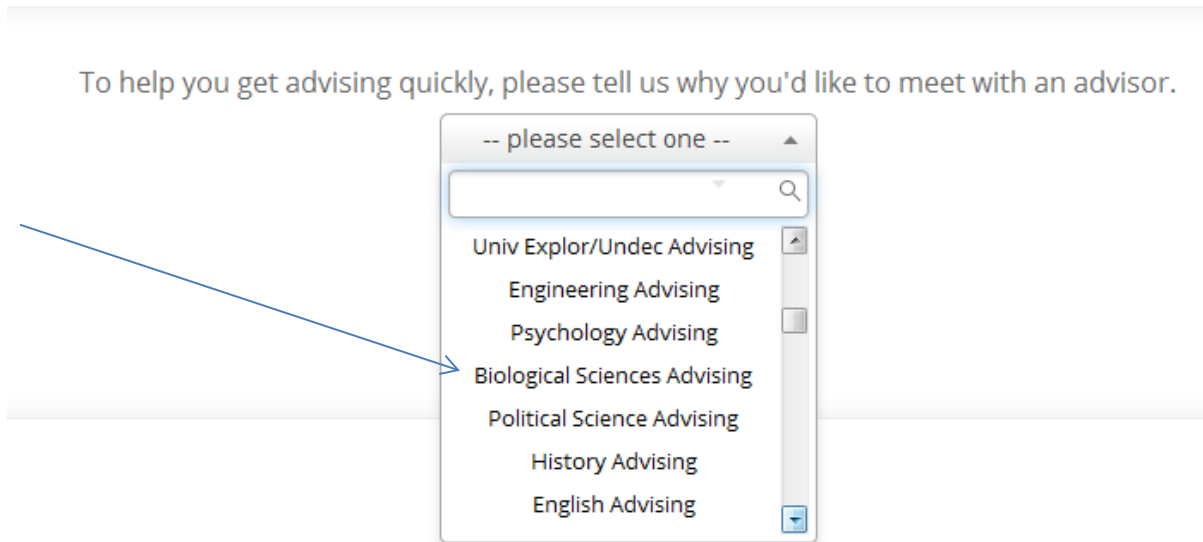 To help you get advising quickly, please tell us why you'd like to meet with an advisor.
-- please select one --
Univ Explor/Undec Advising
Engineering Advising
Psychology Advising
Biological Sciences Advising
Political Science Advising
History Advising
English Advising